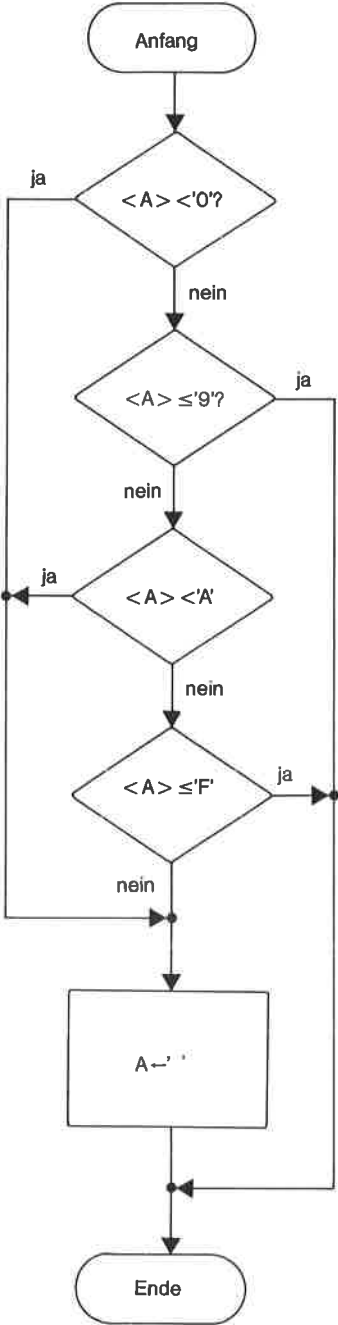 Anfang
ja
<A> <'0'?
nein
<A> ≤'9'?
ja
nein
ja
<A> <'A'
nein
<A> ≤'F'
ja
nein
A←' '
Ende